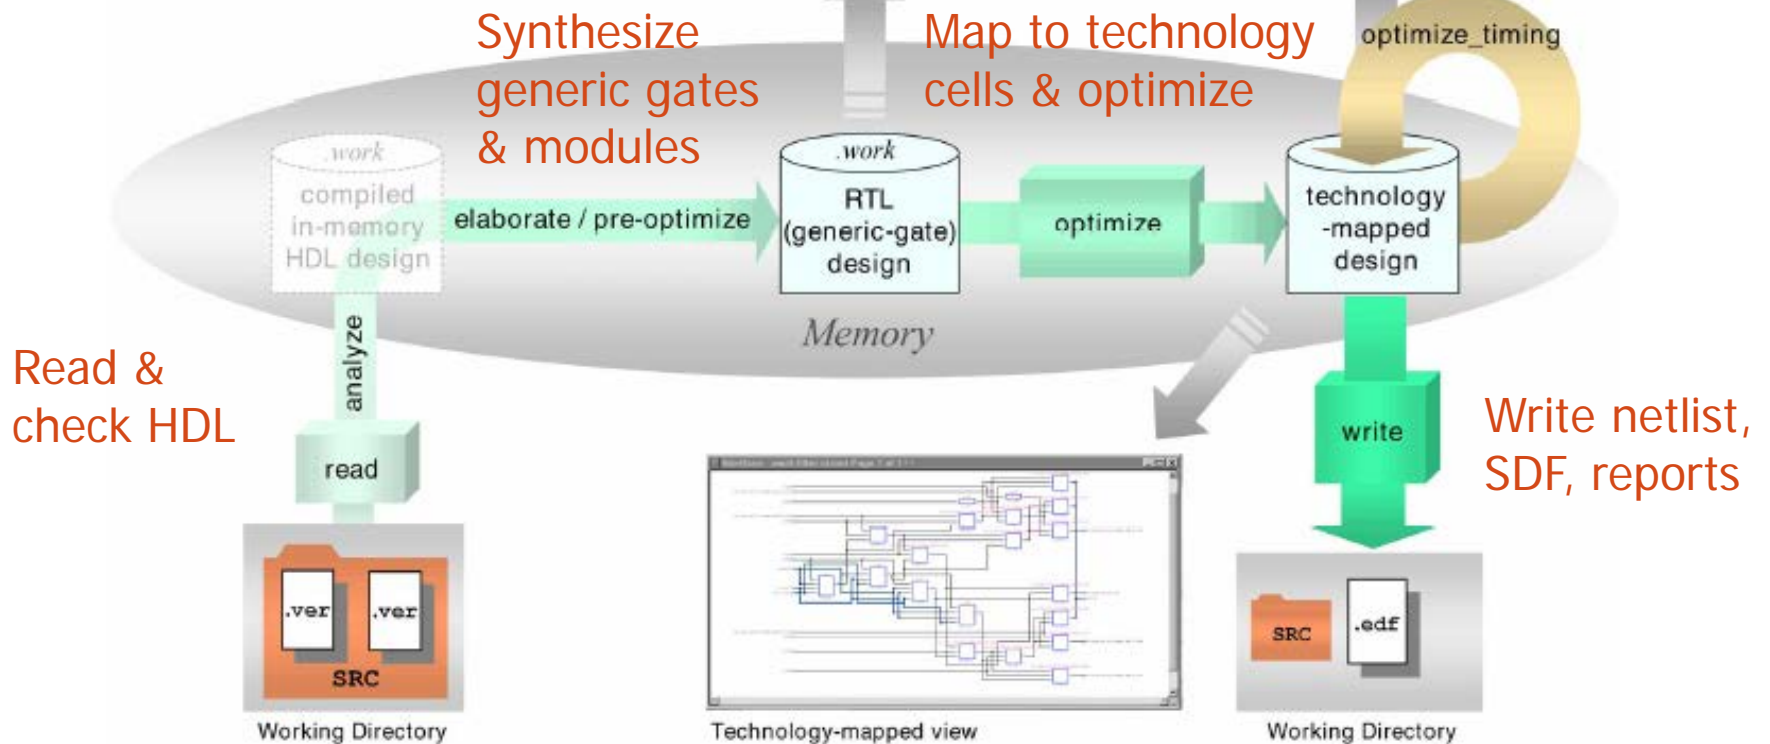 Synthesize
generic gates
& modules
Map to technology
cells & optimize
optimize_timing
.work
compiled
in-memory
HDL design
elaborate / pre-optimize
.work
RTL
(generic-gate)
design
optimize
technology
-mapped
design
Memory
analyze
Read &
check HDL
read
write
Write netlist,
SDF, reports
.ver
.ver
SRC
SRC
.edf
Working Directory
Technology-mapped view
Working Directory